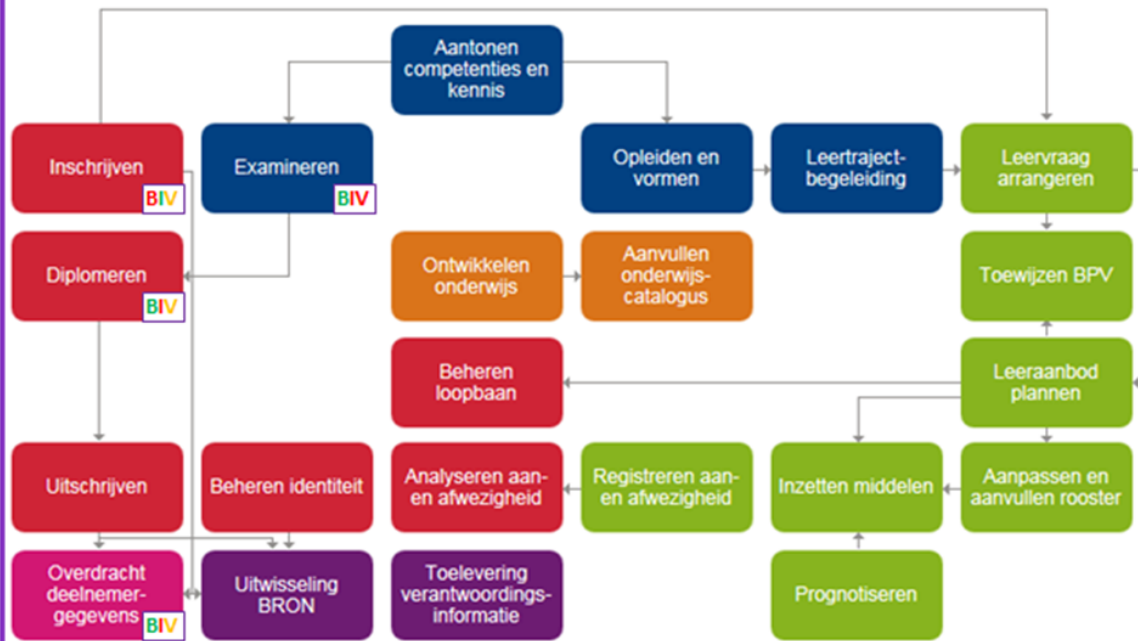 Aantonen
competenties en
kennis
Inschrijven
BIV
Examineren
BIV
Opleiden en
vormen
Leertraject-
begeleiding
Leervraag
arrangeren
Diplomeren
BIV
Ontwikkelen
onderwijs
Aanvullen
onderwijs-
catalogus
Toewijzen BPV
Beheren
loopbaan
Leeraanbod
plannen
Uitschrijven
Beheren identiteit
Analyseren aan-
en afwezigheid
Registreren aan-
en afwezigheid
Inzetten middelen
Aanpassen en
aanvullen rooster
Overdracht
deelnemer-
gegevens
BIV
Uitwisseling
BRON
Toelevering
verantwoordings-
informatie
Prognotiseren